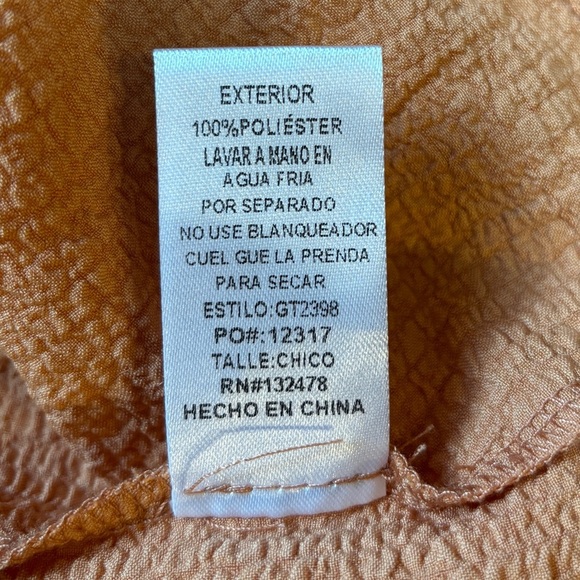 EXTERIOR
100%POLIÉSTER
LAVAR A MANO EN
AGUA FRIA
POR SEPARADO
NO USE BLANQUEADOR
CUEL GUE LA PRENDA
PARA SECAR
ESTILO:GT2398
PO#:12317
TALLE:CHICO
RN#132478
HECHO EN CHINA